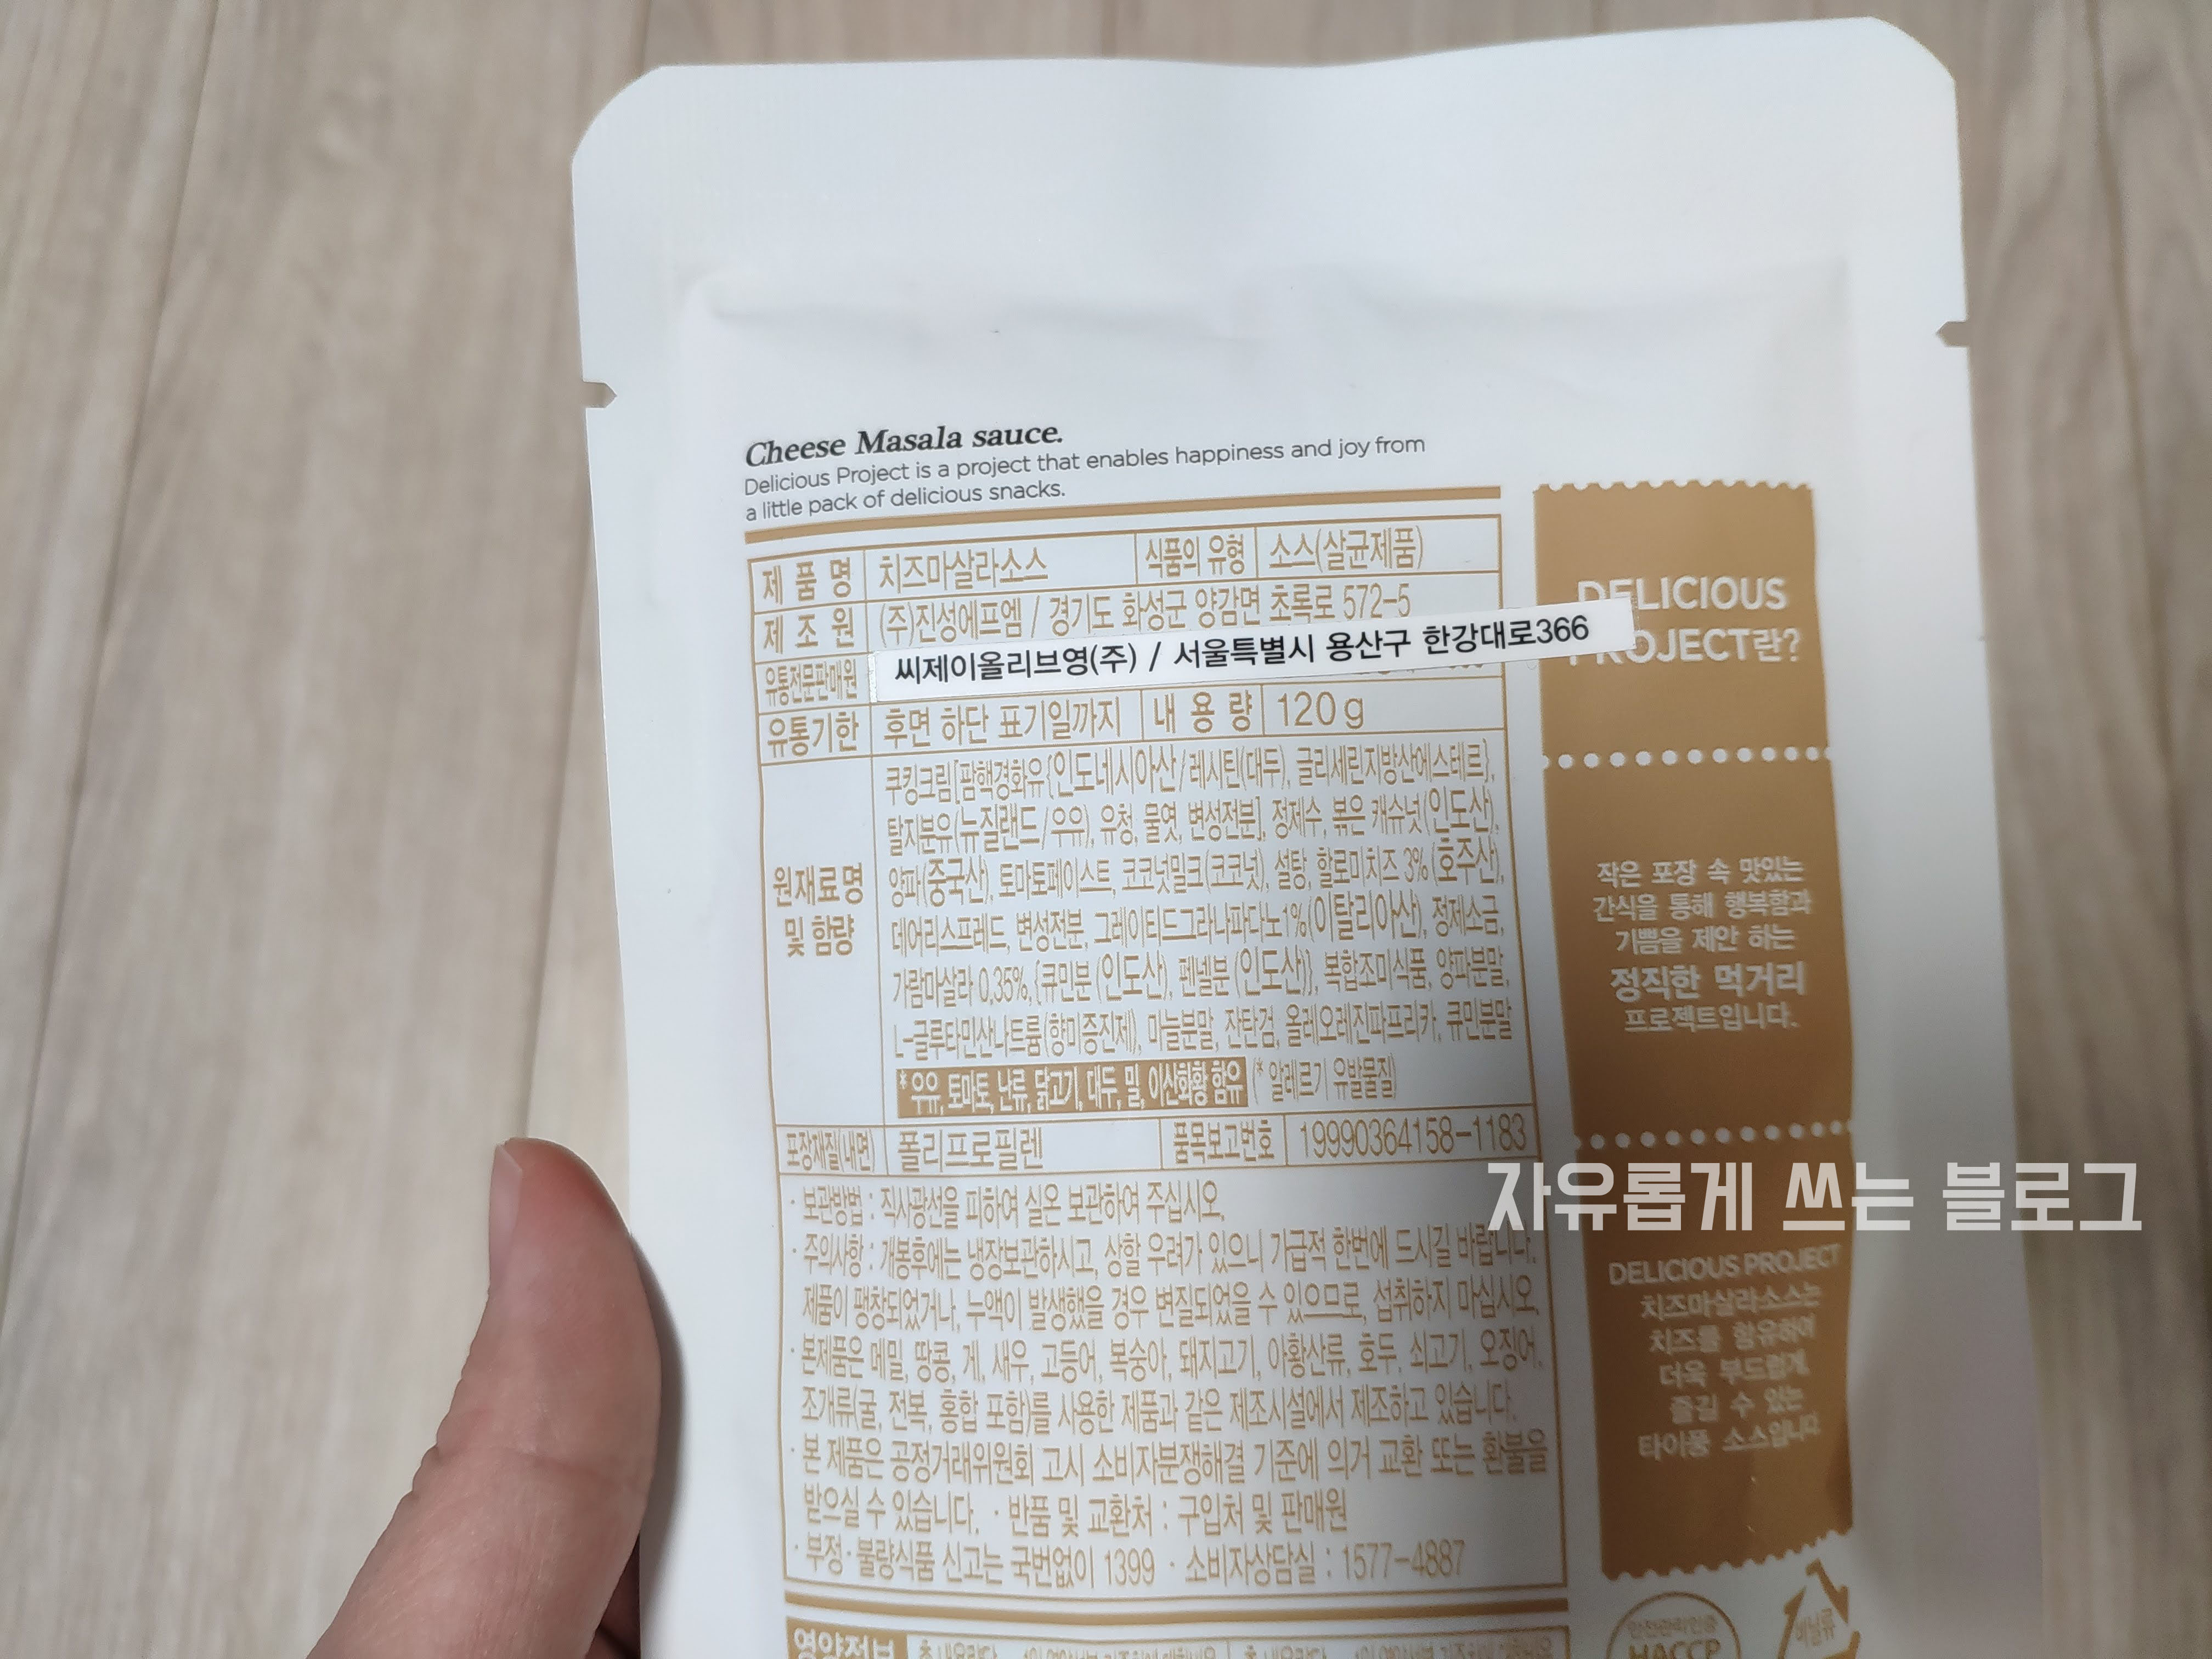 Cheese Masala sauce.
Delicious Project is a project that enables happiness and joy from
a little pack of delicious snacks.
제 품 명 치즈마살라소스 식품의 유형 소스(살균제품)
제 조 원 (주)진성에프엠 / 경기도 화성군 양감면 초록로 572-5
유통전문판매원 씨제이올리브영(주) / 서울특별시 용산구 한강대로366
유통기한 후면 하단 표기일까지 내 용 량 120 g
원재료명 및 함량
쿠킹크림[팜핵경화유{인도네시아산/레시틴(대두), 글리세린지방산에스테르},
탈지분유(뉴질랜드/우유), 유청, 물엿, 변성전분], 정제수, 볶은 캐슈넛(인도산),
양파(중국산), 토마토페이스트, 코코넛밀크(코코넛), 설탕, 할로미치즈 3%(호주산),
데어리스프레드, 변성전분, 그레이티드그라나파다노1%(이탈리아산), 정제소금,
가람마살라 0.35%,{큐민분(인도산), 펜넬분(인도산)}, 복합조미식품, 양파분말,
L-글루타민산나트륨(향미증진제), 마늘분말, 잔탄검, 올레오레진파프리카, 큐민분말
*우유, 토마토, 난류, 닭고기, 대두, 밀, 이산화황 함유 (* 알레르기 유발물질)
포장재질(내면) 폴리프로필렌 품목보고번호 19990364158-1183
· 보관방법 : 직사광선을 피하여 실온 보관하여 주십시오.
· 주의사항 : 개봉후에는 냉장보관하시고, 상할 우려가 있으니 가급적 한번에 드시길 바랍니다.
제품이 팽창되었거나, 누액이 발생했을 경우 변질되었을 수 있으므로, 섭취하지 마십시오.
· 본제품은 메밀, 땅콩, 게, 새우, 고등어, 복숭아, 돼지고기, 아황산류, 호두, 쇠고기, 오징어,
조개류(굴, 전복, 홍합 포함)를 사용한 제품과 같은 제조시설에서 제조하고 있습니다.
· 본 제품은 공정거래위원회 고시 소비자분쟁해결 기준에 의거 교환 또는 환불을
받으실 수 있습니다. · 반품 및 교환처 : 구입처 및 판매원
· 부정·불량식품 신고는 국번없이 1399 · 소비자상담실 : 1577-4887
영양정보
DELICIOUS
PROJECT란?
작은 포장 속 맛있는
간식을 통해 행복함과
기쁨을 제안 하는
정직한 먹거리
프로젝트입니다.
자유롭게 쓰는 블로그
DELICIOUS PROJECT
치즈마살라소스는
치즈를 함유하여
더욱 부드럽게
즐길 수 있는
타이풍 소스입니다
안전관리인증
HACCP
비닐류